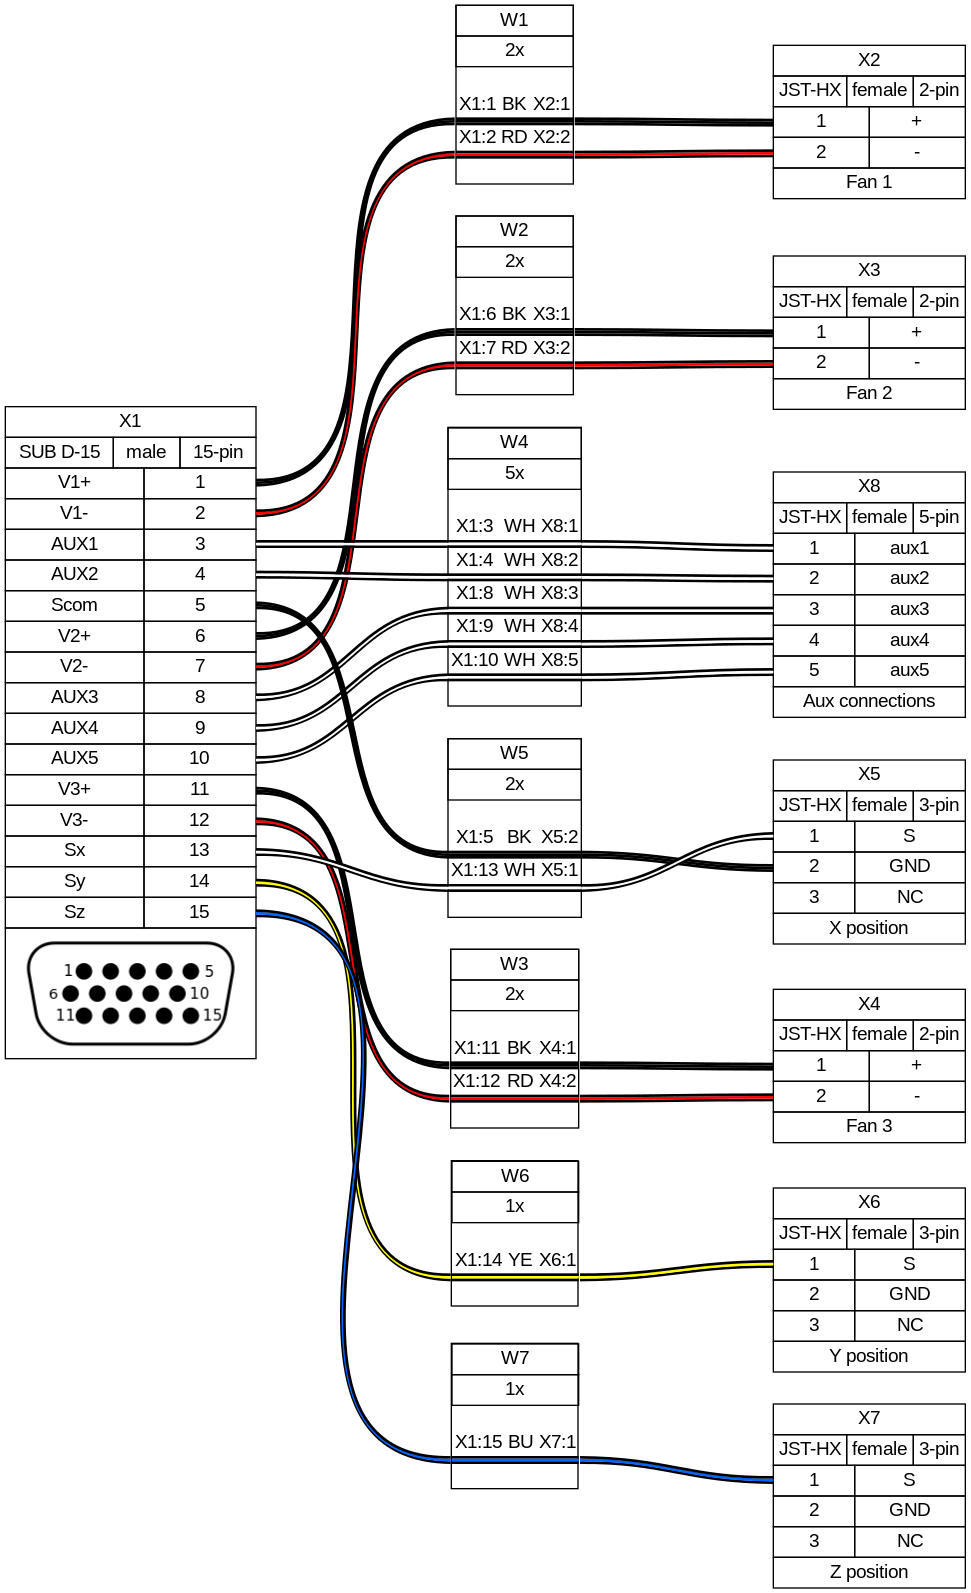 X1
SUB D-15 male 15-pin
V1+ 1
V1- 2
AUX1 3
AUX2 4
Scom 5
V2+ 6
V2- 7
AUX3 8
AUX4 9
AUX5 10
V3+ 11
V3- 12
Sx 13
Sy 14
Sz 15
1 5
6 10
11 15
W1
2x
X1:1 BK X2:1
X1:2 RD X2:2
W2
2x
X1:6 BK X3:1
X1:7 RD X3:2
W4
5x
X1:3 WH X8:1
X1:4 WH X8:2
X1:8 WH X8:3
X1:9 WH X8:4
X1:10 WH X8:5
W5
2x
X1:5 BK X5:2
X1:13 WH X5:1
W3
2x
X1:11 BK X4:1
X1:12 RD X4:2
W6
1x
X1:14 YE X6:1
W7
1x
X1:15 BU X7:1
X2
JST-HX female 2-pin
1 +
2 -
Fan 1
X3
JST-HX female 2-pin
1 +
2 -
Fan 2
X8
JST-HX female 5-pin
1 aux1
2 aux2
3 aux3
4 aux4
5 aux5
Aux connections
X5
JST-HX female 3-pin
1 S
2 GND
3 NC
X position
X4
JST-HX female 2-pin
1 +
2 -
Fan 3
X6
JST-HX female 3-pin
1 S
2 GND
3 NC
Y position
X7
JST-HX female 3-pin
1 S
2 GND
3 NC
Z position